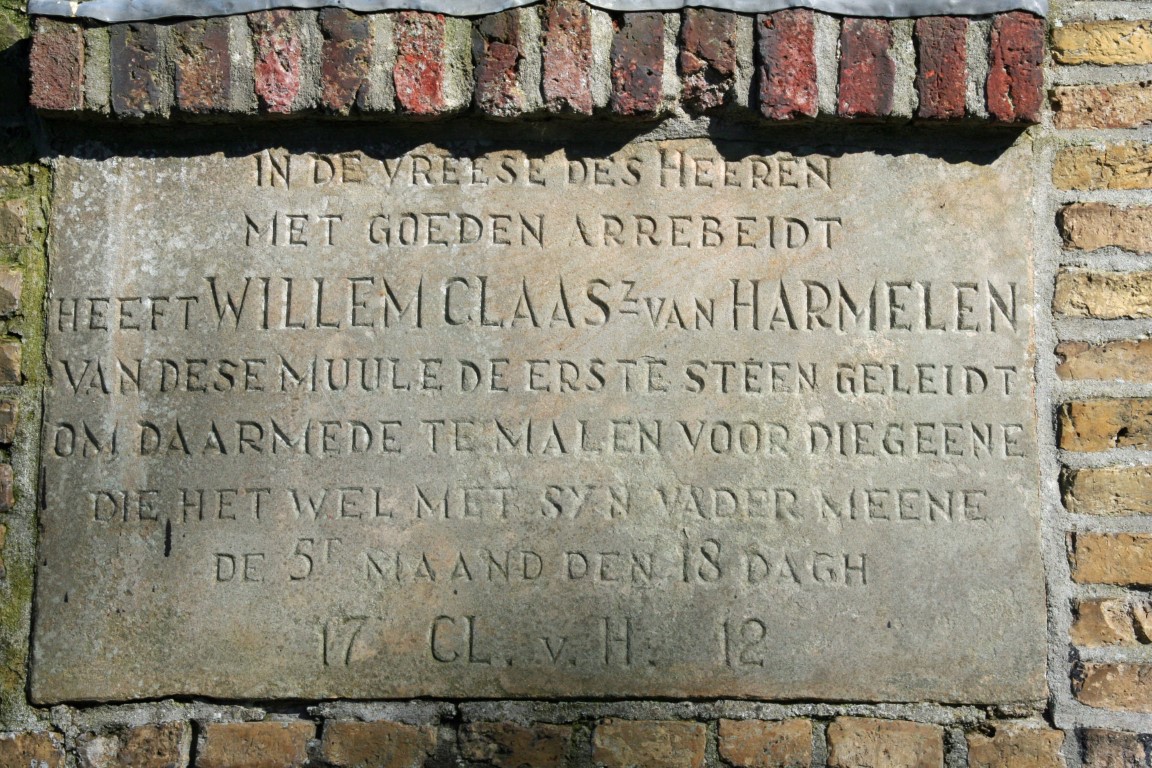 IN DE VREESE DES HEEREN
MET GOEDEN ARREBEIDT
HEEFT WILLEM CLAASZ VAN HARMELEN
VAN DESE MUULE DE ERSTE STEEN GELEIDT
OM DAARMEDE TE MALEN VOOR DIEGEENE
DIE HET WEL MET SYN VADER MEENE
DE 5E MAAND DEN 18 DAGH
17 CL. v. H. 12